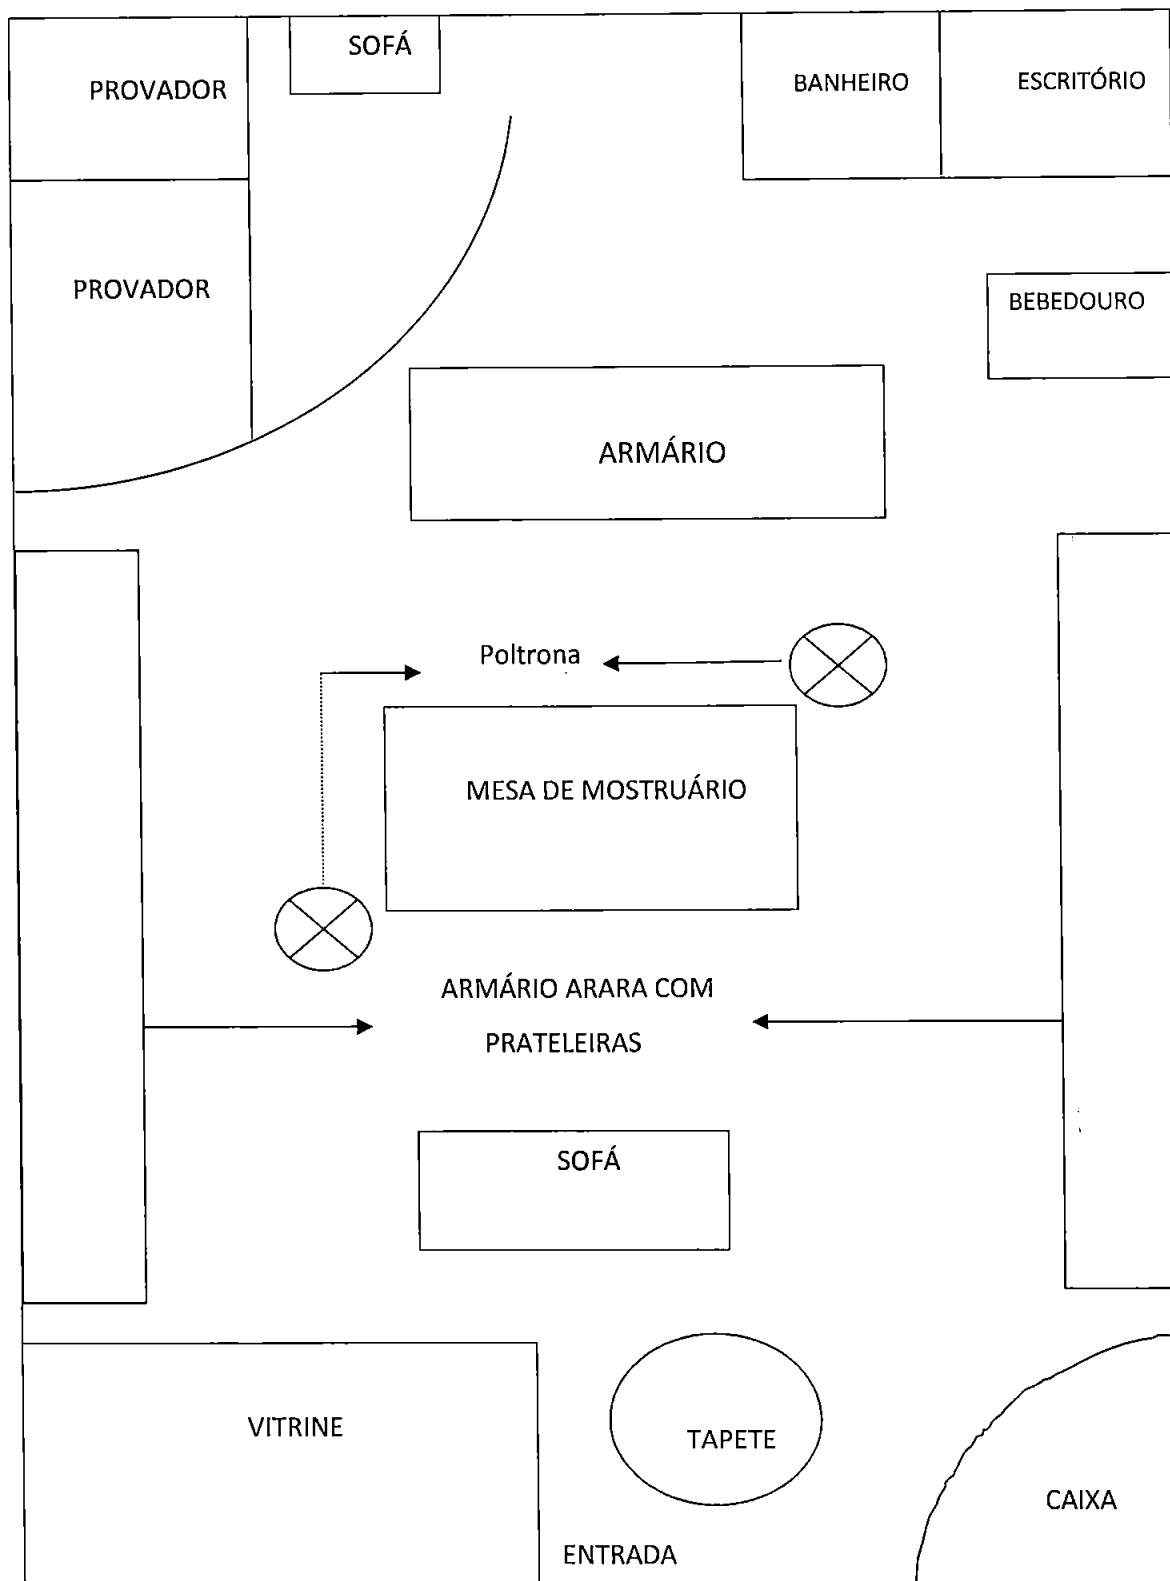 SOFÁ
PROVADOR
BANHEIRO
ESCRITÓRIO
PROVADOR
BEBEDOURO
ARMÁRIO
Poltrona
MESA DE MOSTRUÁRIO
ARMÁRIO ARARA COM
PRATELEIRAS
SOFÁ
VITRINE
TAPETE
CAIXA
ENTRADA